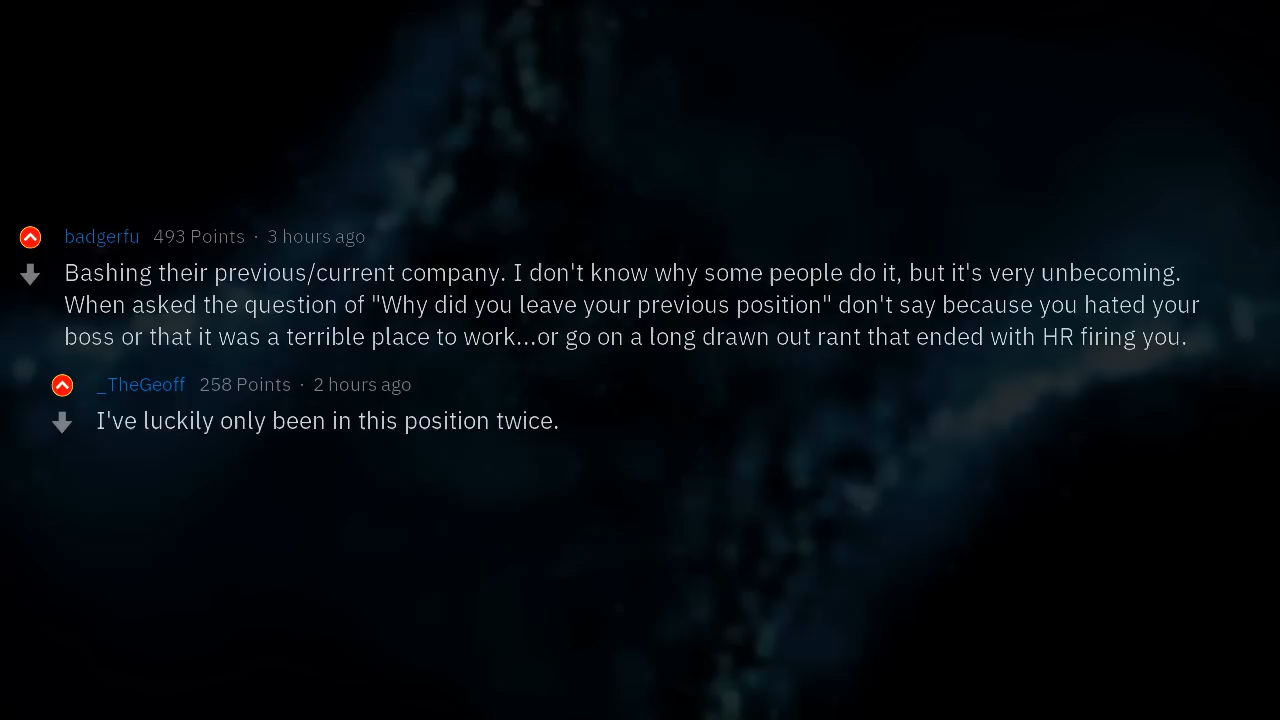 badgerfu 493 Points · 3 hours ago
Bashing their previous/current company. I don't know why some people do it, but it's very unbecoming.
When asked the question of "Why did you leave your previous position" don't say because you hated your
boss or that it was a terrible place to work...or go on a long drawn out rant that ended with HR firing you.
_TheGeoff 258 Points · 2 hours ago
I've luckily only been in this position twice.